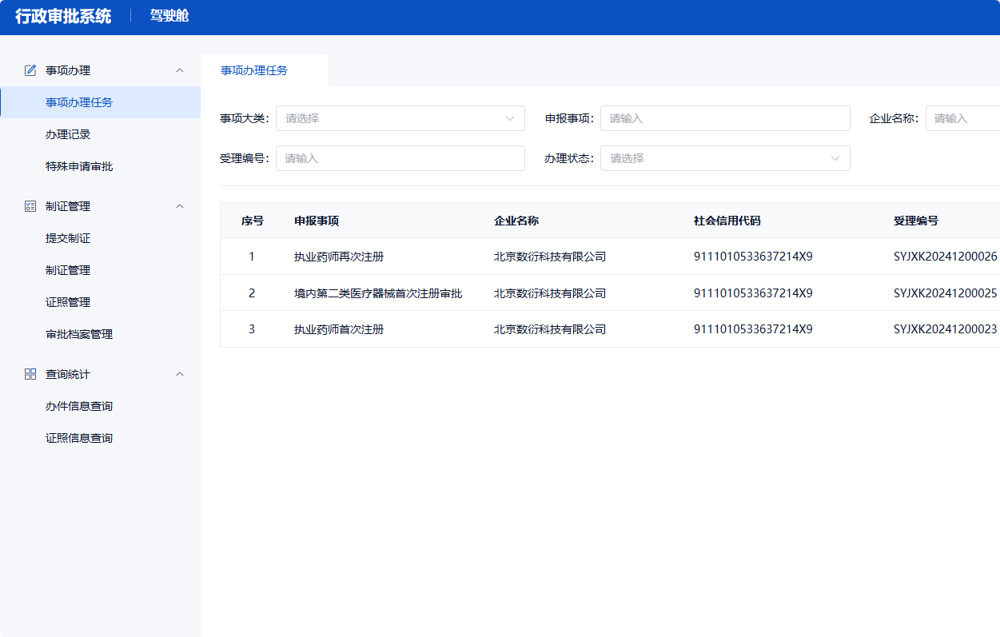 行政审批系统 驾驶舱
事项办理
事项办理任务
办理记录
特殊申请审批
制证管理
提交制证
制证管理
证照管理
审批档案管理
查询统计
办件信息查询
证照信息查询
事项办理任务
事项大类: 请选择 申报事项: 请输入 企业名称: 请输入
受理编号: 请输入 办理状态: 请选择
序号 申报事项 企业名称 社会信用代码 受理编号
1 执业药师再次注册 北京数衍科技有限公司 9111010533637214X9 SYJXK20241200026
2 境内第二类医疗器械首次注册审批 北京数衍科技有限公司 9111010533637214X9 SYJXK20241200025
3 执业药师首次注册 北京数衍科技有限公司 9111010533637214X9 SYJXK20241200023